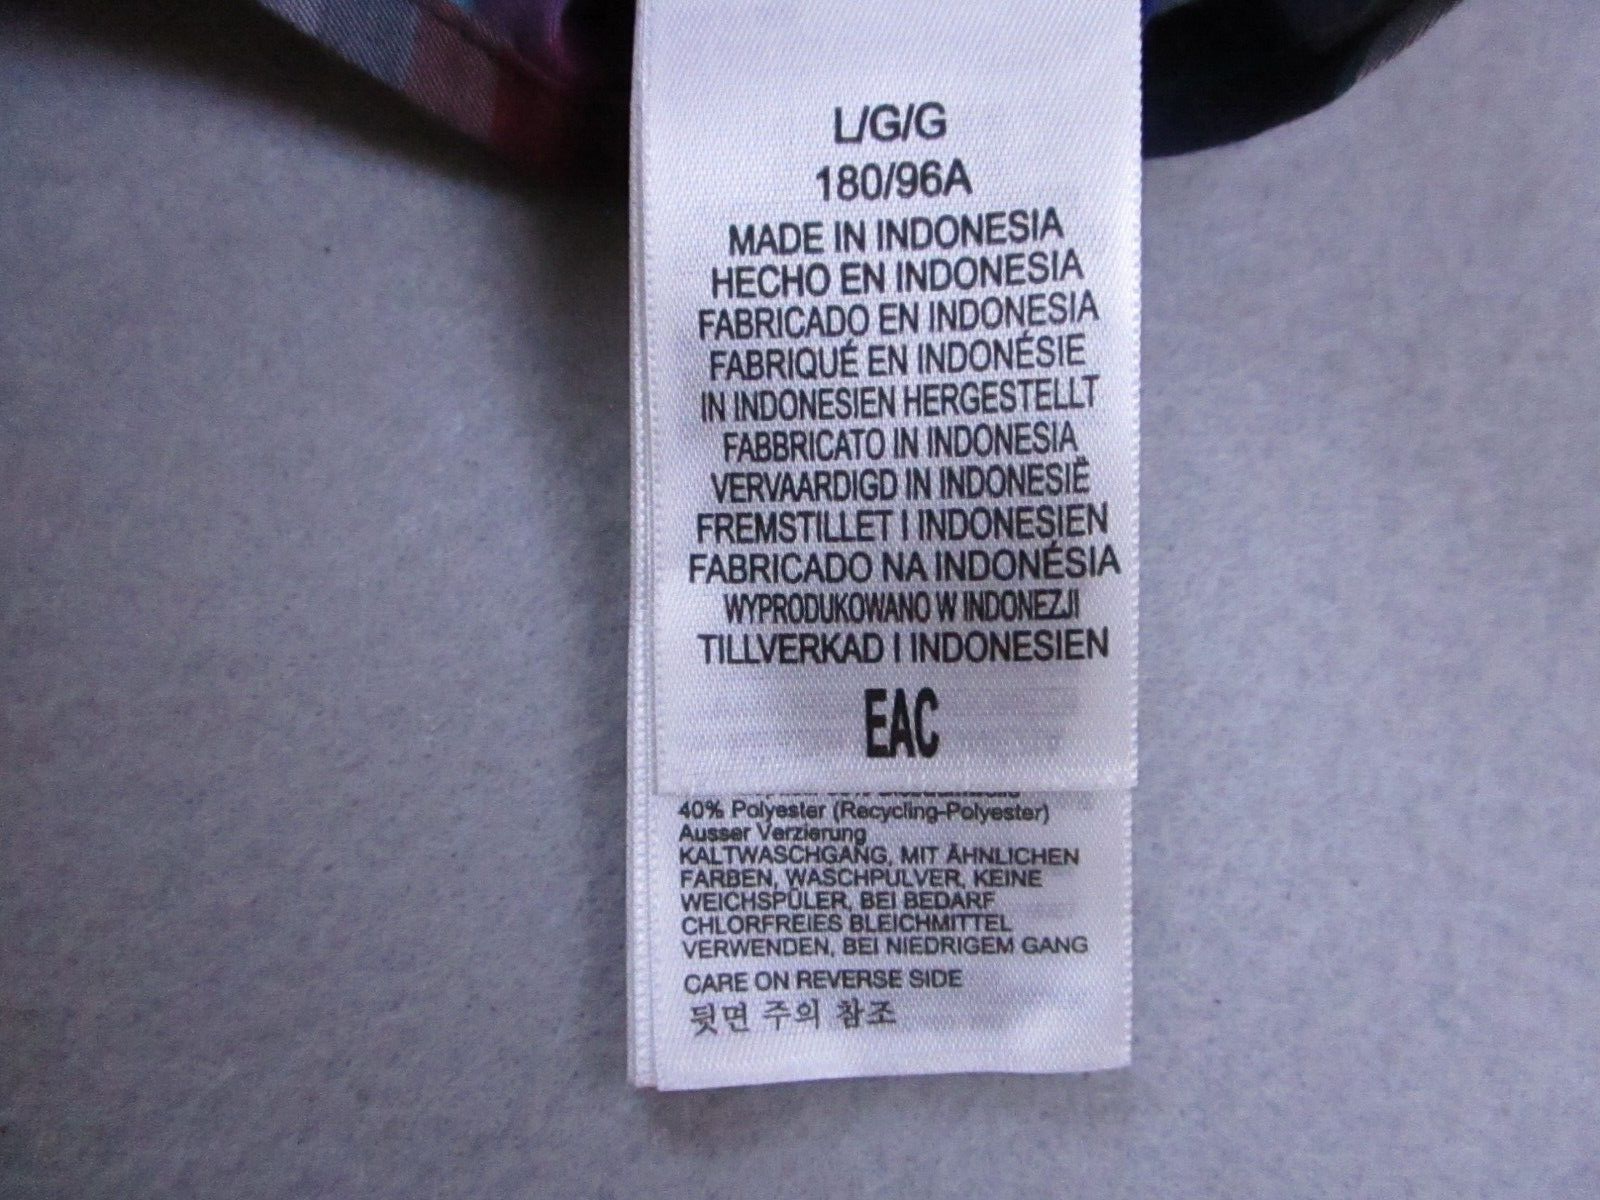 L/G/G
180/96A
MADE IN INDONESIA
HECHO EN INDONESIA
FABRICADO EN INDONESIA
FABRIQUÉ EN INDONÉSIE
IN INDONESIEN HERGESTELLT
FABBRICATO IN INDONESIA
VERVAARDIGD IN INDONESIË
FREMSTILLET I INDONESIEN
FABRICADO NA INDONÉSIA
WYPRODUKOWANO W INDONEZJI
TILLVERKAD I INDONESIEN
EAC
40% Polyester (Recycling-Polyester)
Ausser Verzierung
KALTWASCHGANG, MIT ÄHNLICHEN
FARBEN, WASCHPULVER, KEINE
WEICHSPÜLER, BEI BEDARF
CHLORFREIES BLEICHMITTEL
VERWENDEN, BEI NIEDRIGEM GANG
CARE ON REVERSE SIDE
뒷면 주의 참조